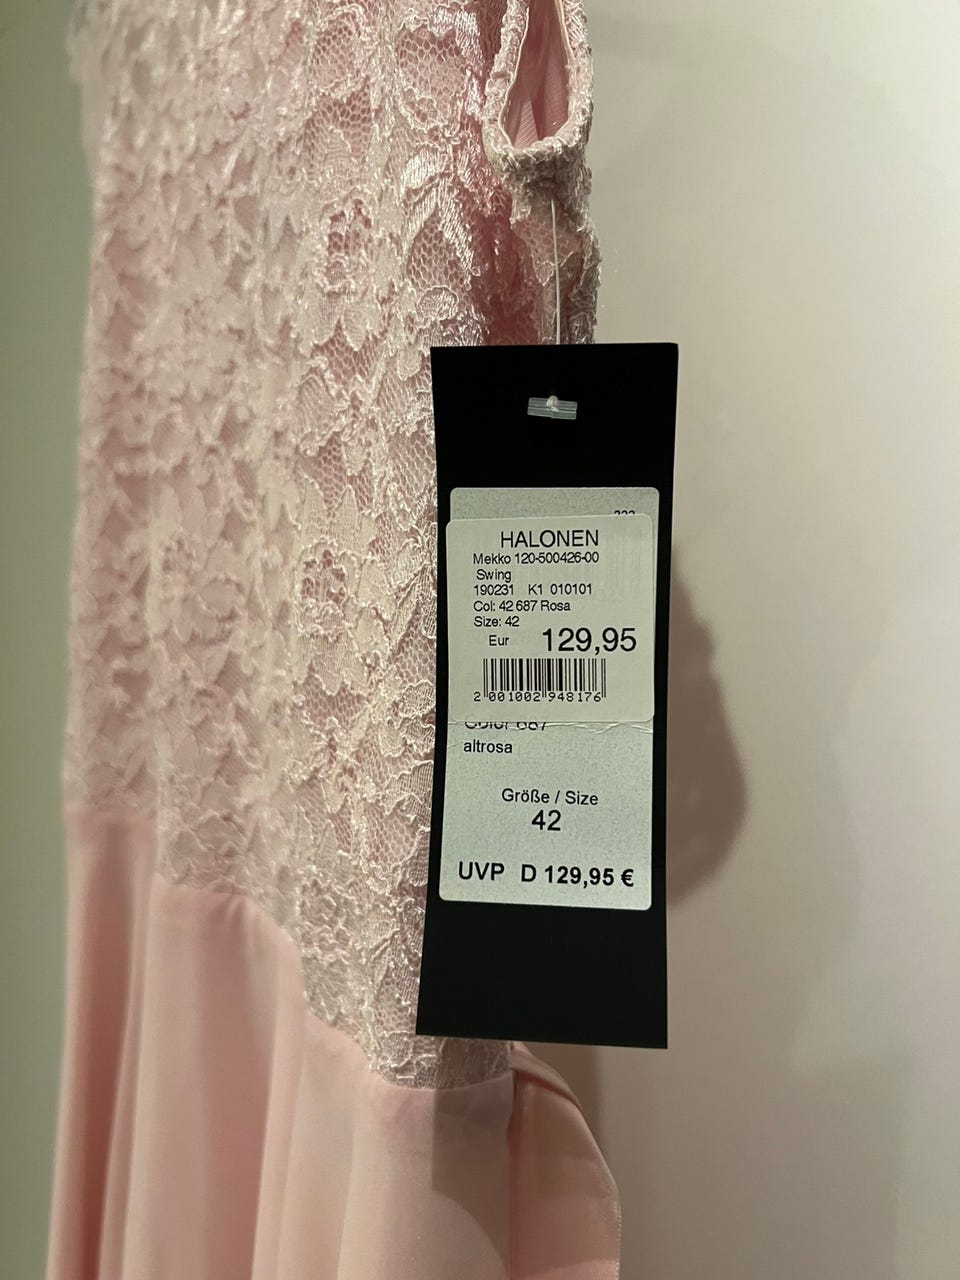 HALONEN
Mekko 120-500426-00
Swing
190231 K1 010101
Col: 42 687 Rosa
Size: 42
Eur 129,95
2 001002 948176
altrosa
Größe / Size
42
UVP D 129,95 €